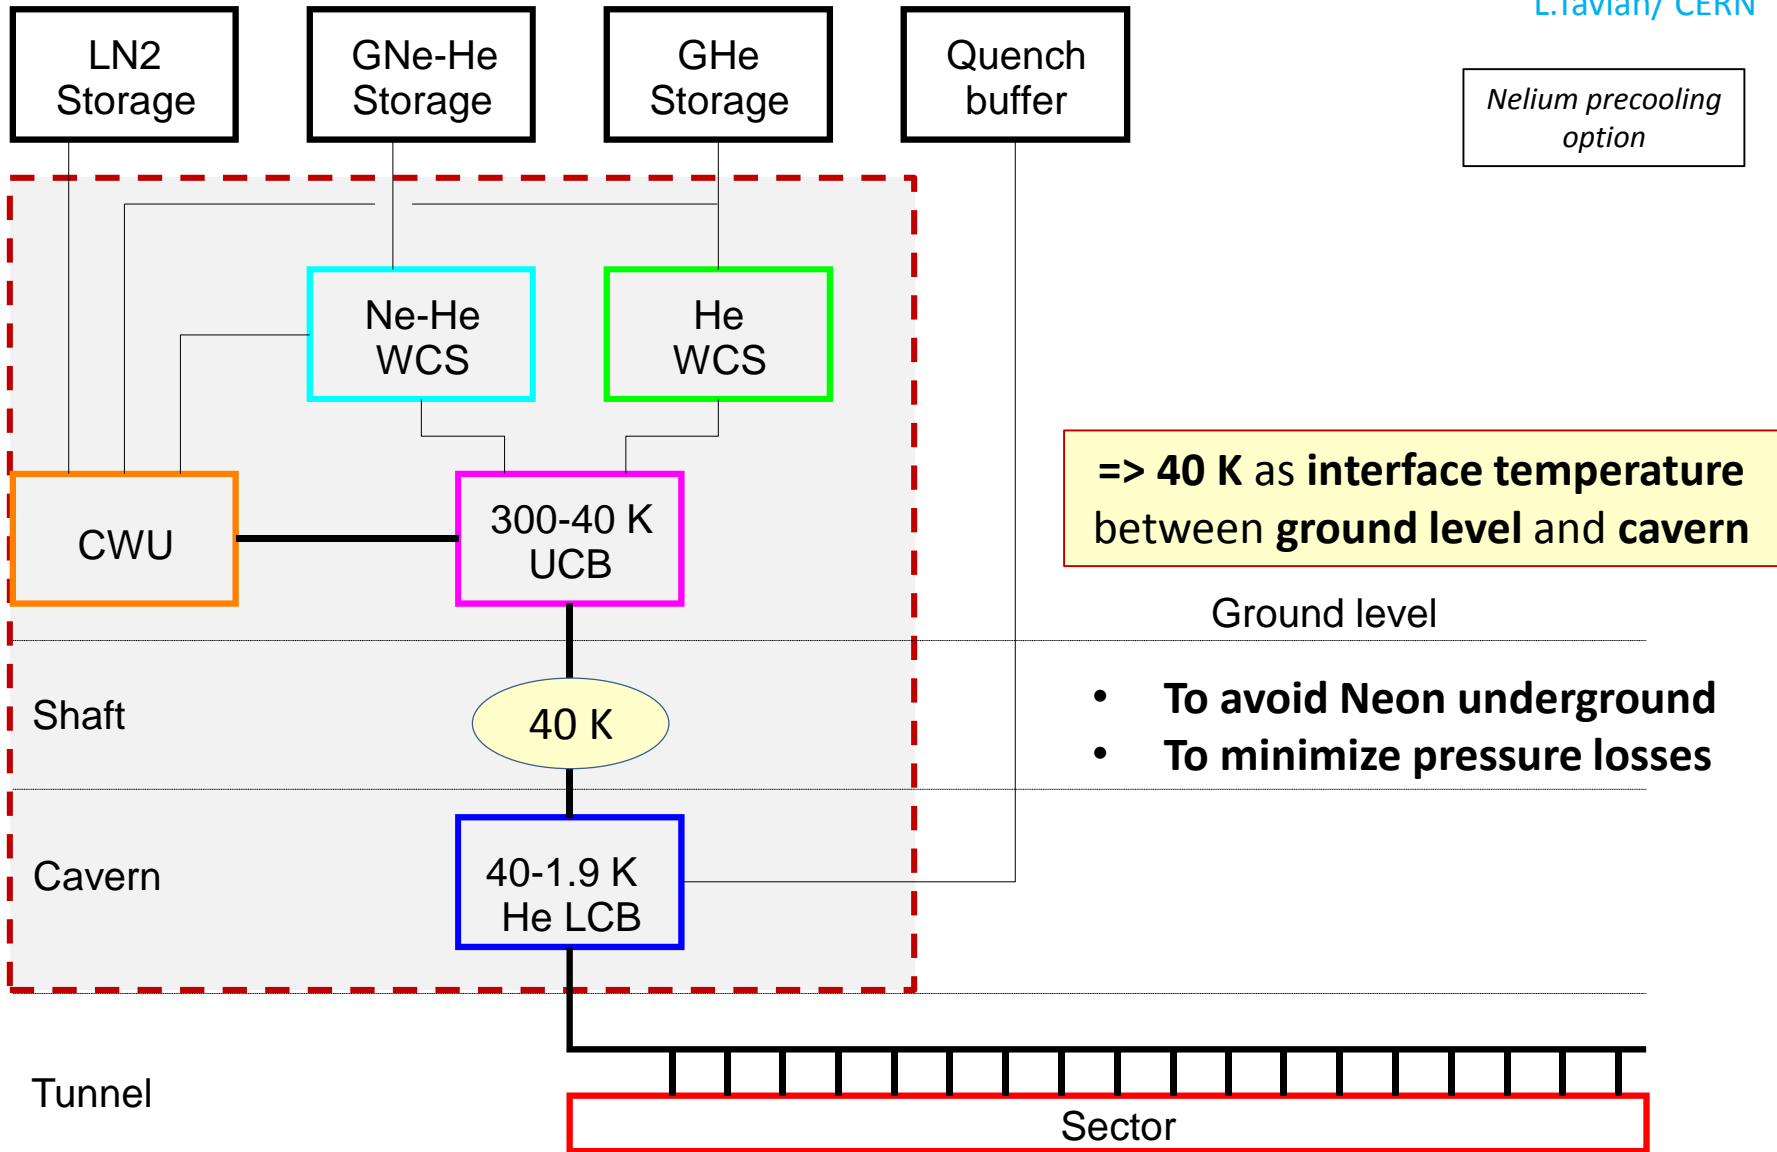 L.Tavian/ CERN
LN2
Storage
GNe-He
Storage
GHe
Storage
Quench
buffer
Nelium precooling
option
Ne-He
WCS
He
WCS
=> 40 K as interface temperature
between ground level and cavern
CWU
300-40 K
UCB
Ground level
Shaft
40 K
• To avoid Neon underground
• To minimize pressure losses
Cavern
40-1.9 K
He LCB
Tunnel
Sector